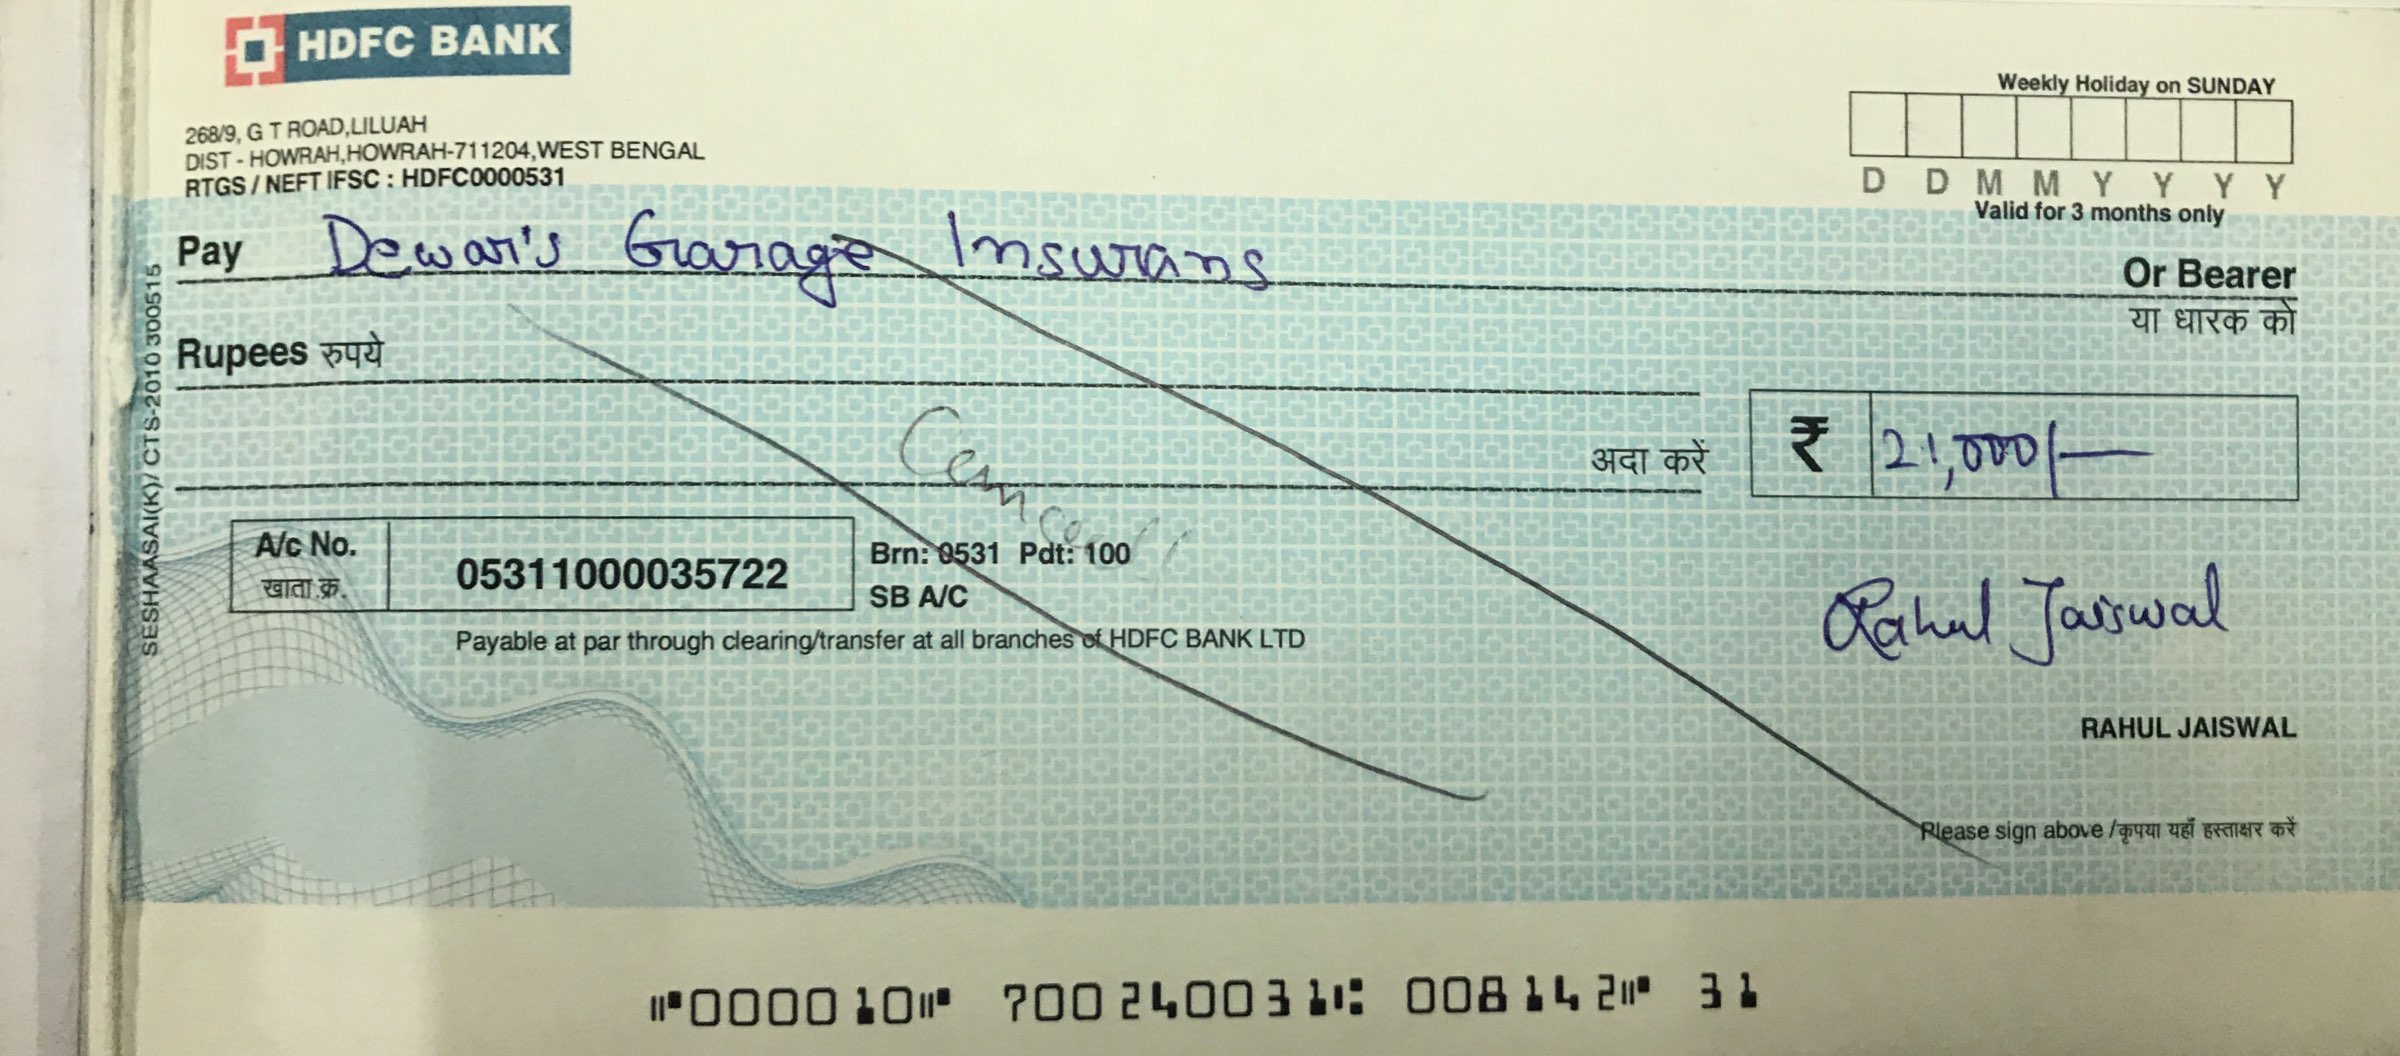 HDFC BANK
268/9, G T ROAD,LILUAH
DIST - HOWRAH,HOWRAH-711204,WEST BENGAL
RTGS / NEFT IFSC : HDFC0000531
Weekly Holiday on SUNDAY
D D M M Y Y Y Y
Valid for 3 months only
Pay Dewar's Garage Insurans Or Bearer
या धारक को
Rupees रुपये
अदा करें ₹ 21,000/-
A/c No. 05311000035722 Brn: 0531 Pdt: 100
खाता.क्र. SB A/C
Payable at par through clearing/transfer at all branches of HDFC BANK LTD
Rahul Jaiswal
RAHUL JAISWAL
Please sign above /कृपया यहाँ हस्ताक्षर करें
SESHAASAI(K)/ CTS-2010 300515
⑈000010⑈ 700240031⑆ 008142⑈ 31